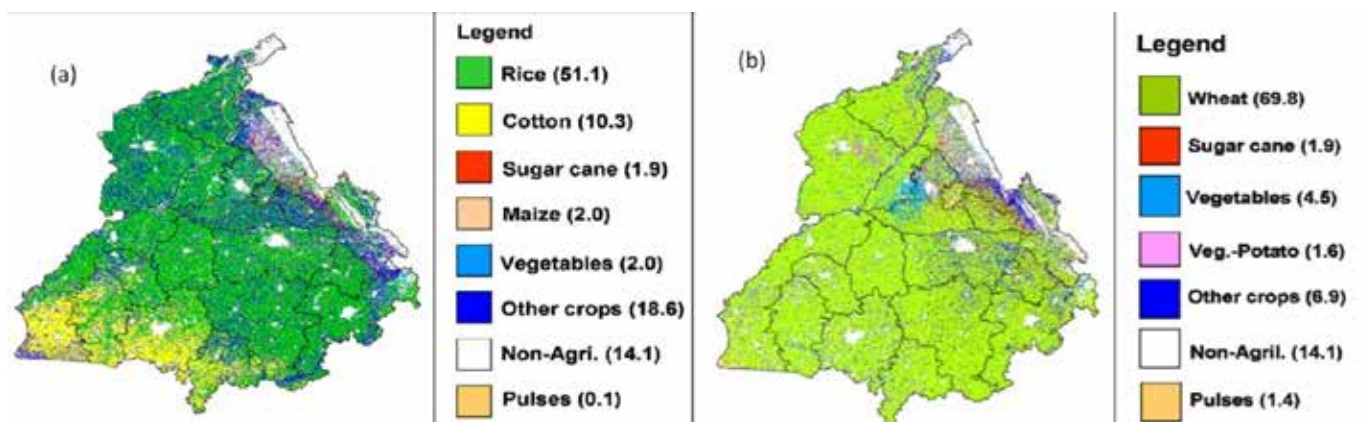 (a)
Legend
Rice (51.1)
Cotton (10.3)
Sugar cane (1.9)
Maize (2.0)
Vegetables (2.0)
Other crops (18.6)
Non-Agri. (14.1)
Pulses (0.1)
(b)
Legend
Wheat (69.8)
Sugar cane (1.9)
Vegetables (4.5)
Veg.-Potato (1.6)
Other crops (6.9)
Non-Agril. (14.1)
Pulses (1.4)